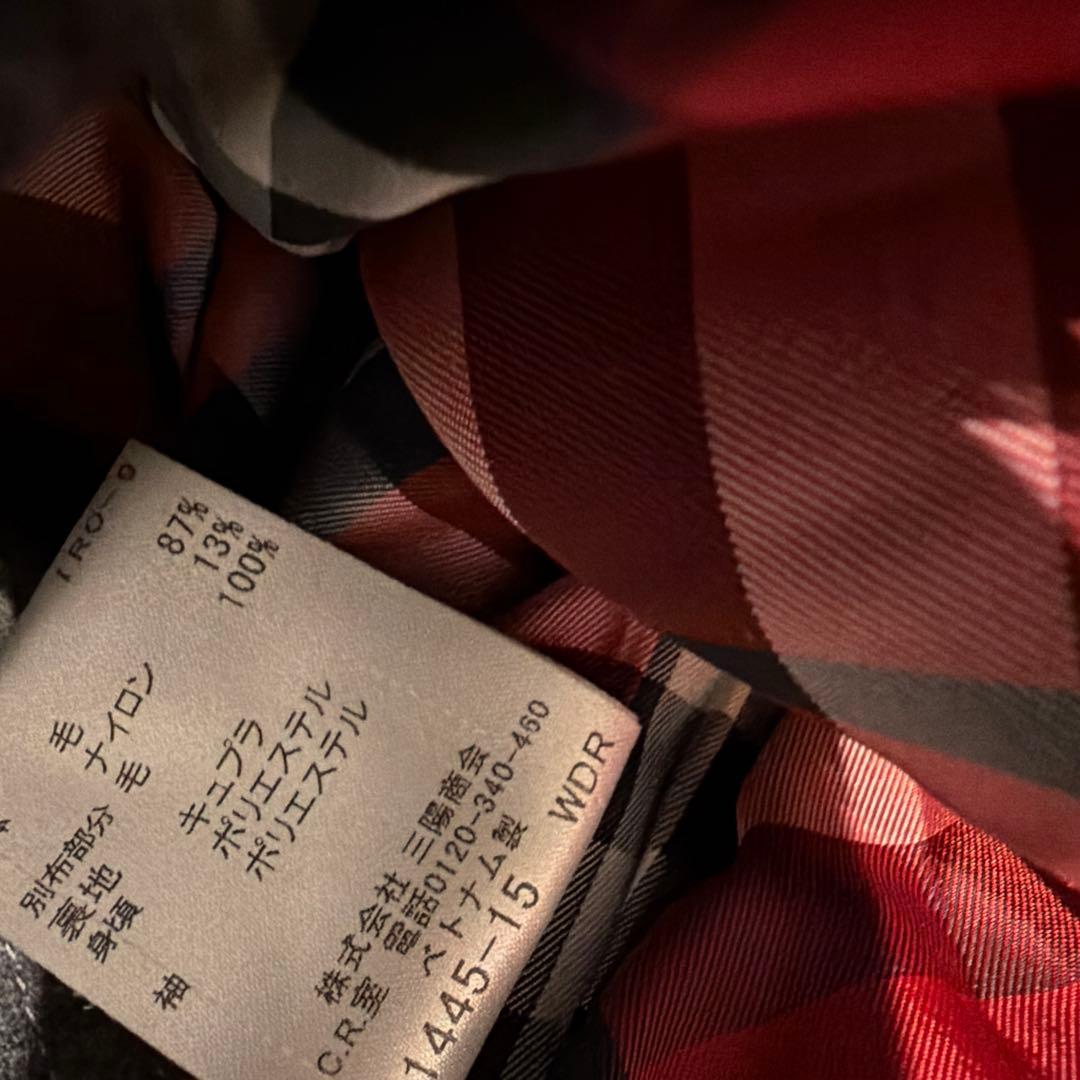 IRO-9
毛 87%
ナイロン 13%
別布部分 毛 100%
裏地
身頃 キュプラ
ポリエステル
袖 ポリエステル
株式会社 三陽商会
C.R.室 電話0120-340-460
ベトナム製
1445-15 WDR